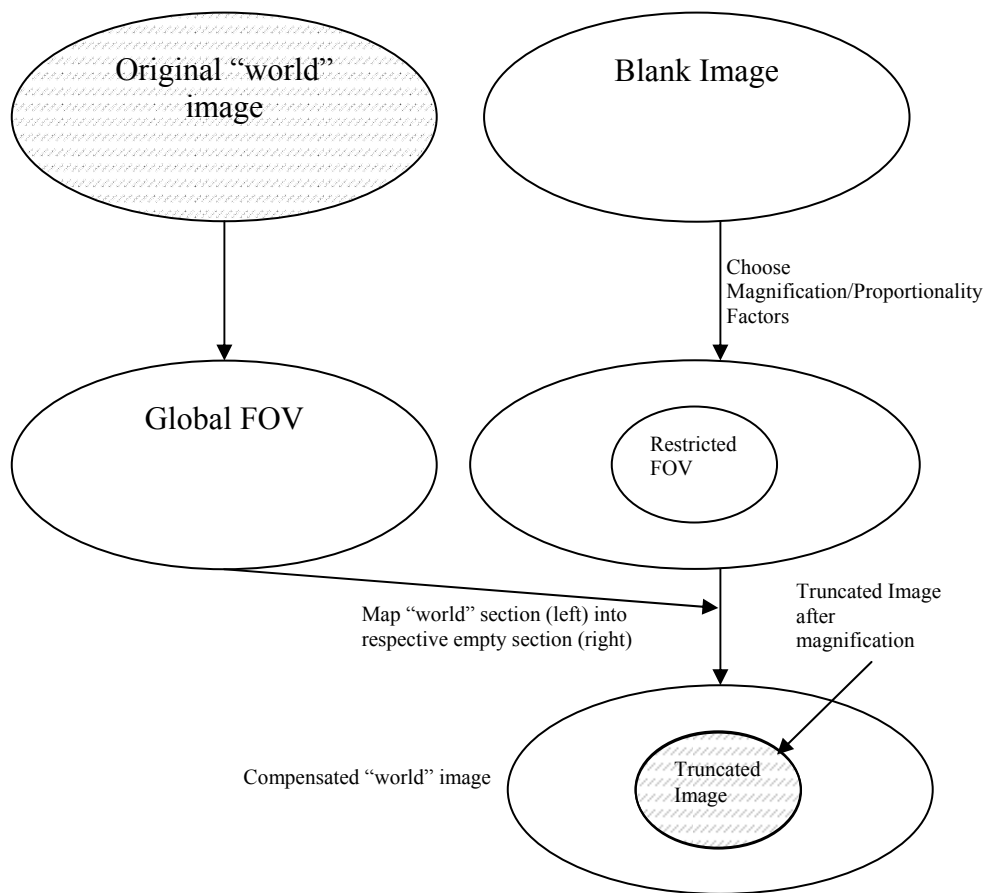 Original “world”
image
Blank Image
Choose
Magnification/Proportionality
Factors
Global FOV
Restricted
FOV
Map “world” section (left) into
respective empty section (right)
Truncated Image
after
magnification
Compensated “world” image
Truncated
Image